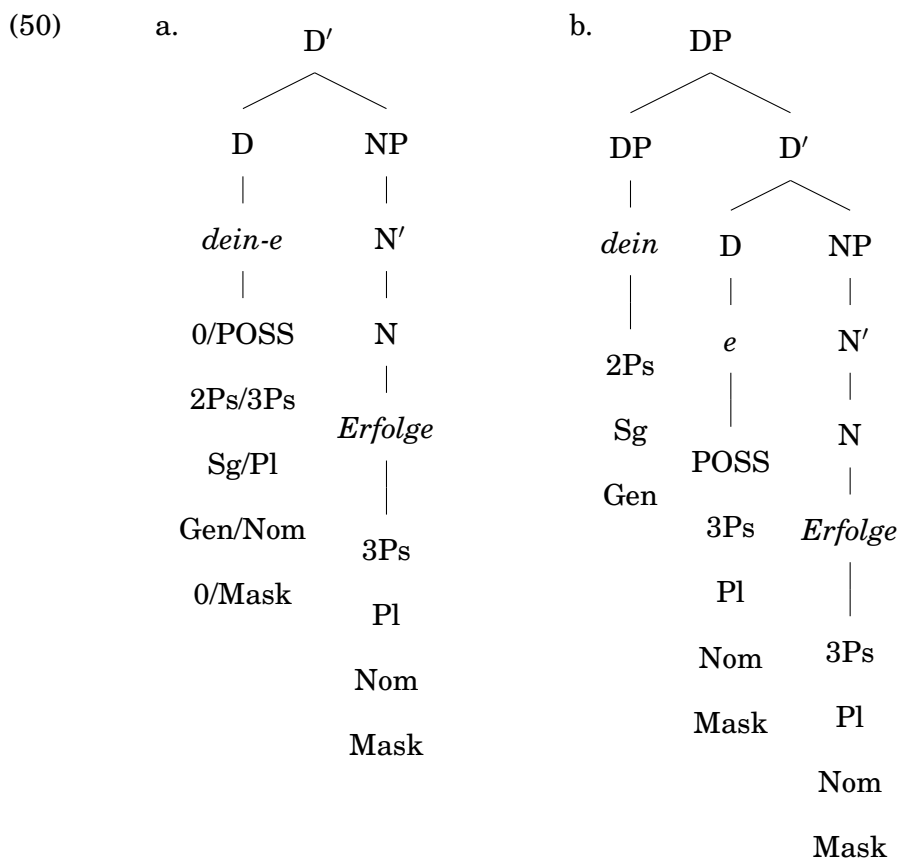 (50) a. D′ b. DP
D NP DP D′
dein-e N′ dein D NP
0/POSS N 2Ps e N′
2Ps/3Ps Erfolge Sg POSS N
Sg/Pl Gen 3Ps Erfolge
Gen/Nom 3Ps Pl
0/Mask Pl Nom 3Ps
Nom Mask Pl
Mask Nom
Mask